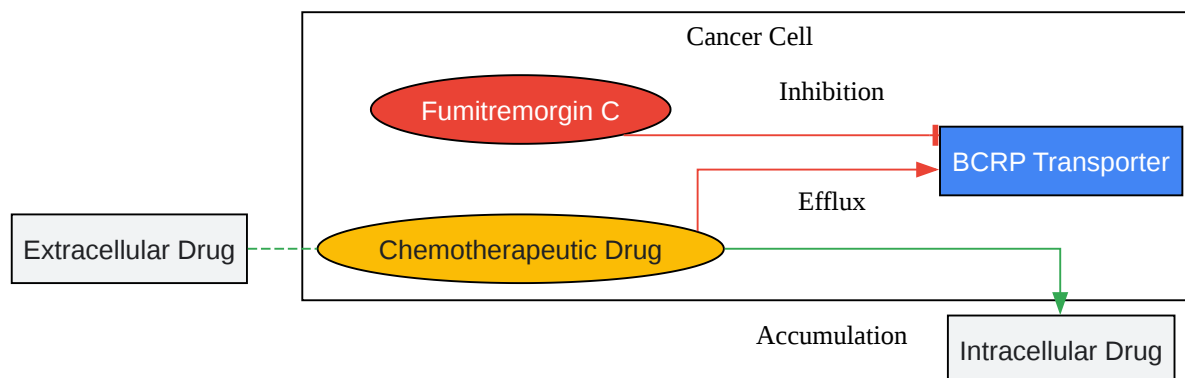 Cancer Cell
Fumitremorgin C
Inhibition
BCRP Transporter
Efflux
Extracellular Drug
Chemotherapeutic Drug
Accumulation
Intracellular Drug